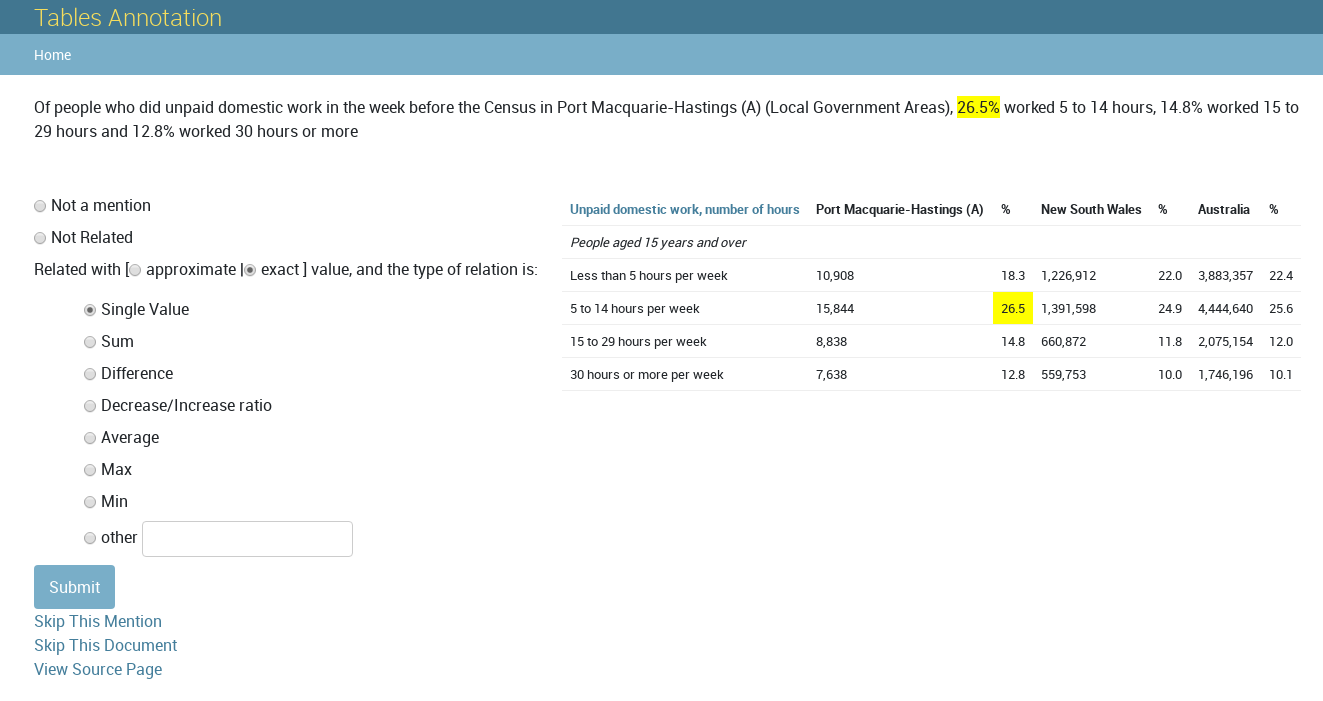 Tables Annotation
Home
Of people who did unpaid domestic work in the week before the Census in Port Macquarie-Hastings (A) (Local Government Areas), 26.5% worked 5 to 14 hours, 14.8% worked 15 to
29 hours and 12.8% worked 30 hours or more
Not a mention
Not Related
Related with [ approximate | exact ] value, and the type of relation is:
Single Value
Sum
Difference
Decrease/Increase ratio
Average
Max
Min
other
Submit
Skip This Mention
Skip This Document
View Source Page
Unpaid domestic work, number of hours Port Macquarie-Hastings (A) % New South Wales % Australia %
People aged 15 years and over
Less than 5 hours per week 10,908 18.3 1,226,912 22.0 3,883,357 22.4
5 to 14 hours per week 15,844 26.5 1,391,598 24.9 4,444,640 25.6
15 to 29 hours per week 8,838 14.8 660,872 11.8 2,075,154 12.0
30 hours or more per week 7,638 12.8 559,753 10.0 1,746,196 10.1